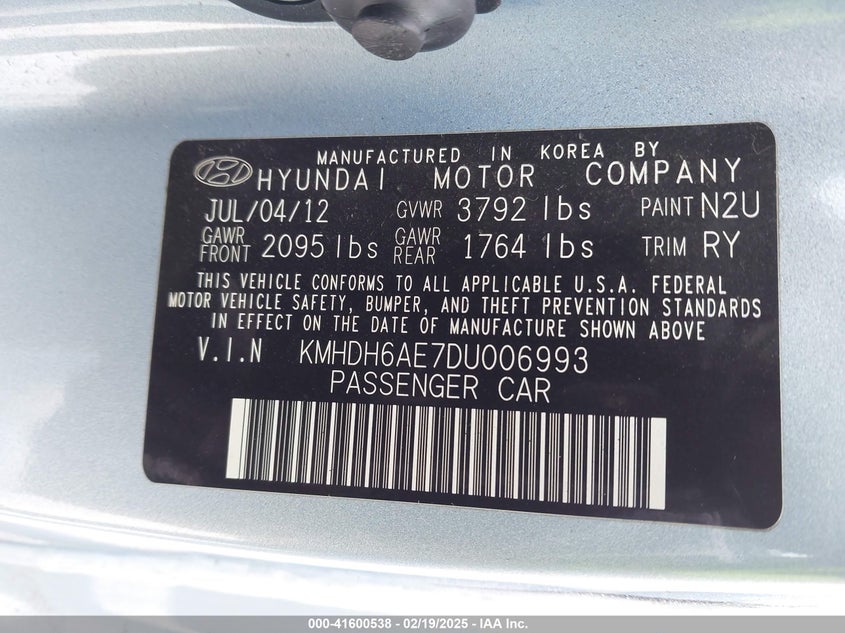 MANUFACTURED IN KOREA BY
HYUNDAI MOTOR COMPANY
JUL/04/12 GVWR 3792 lbs PAINT N2U
GAWR FRONT 2095 lbs GAWR REAR 1764 lbs TRIM RY
THIS VEHICLE CONFORMS TO ALL APPLICABLE U.S.A. FEDERAL
MOTOR VEHICLE SAFETY, BUMPER, AND THEFT PREVENTION STANDARDS
IN EFFECT ON THE DATE OF MANUFACTURE SHOWN ABOVE
V.I.N KMHDH6AE7DU006993
PASSENGER CAR
000-41600538 - 02/19/2025 - IAA Inc.